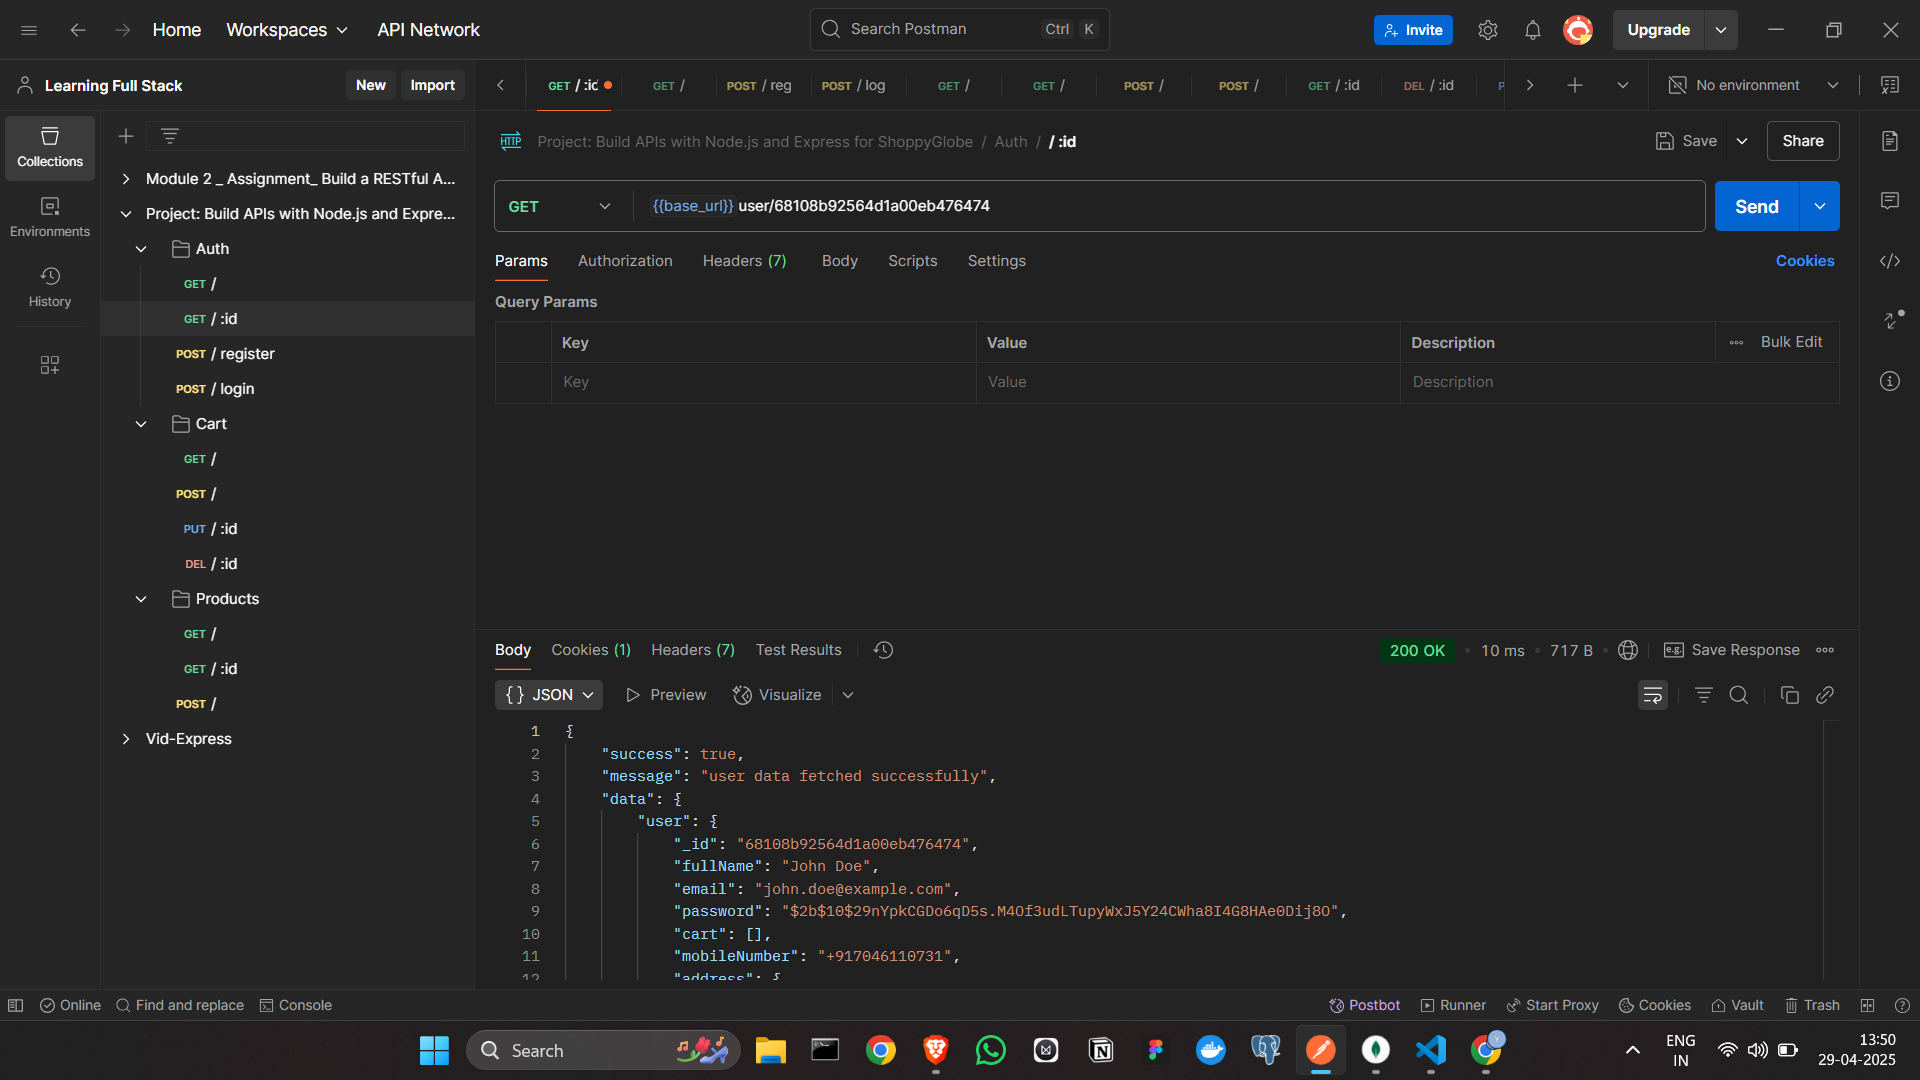 Home
Workspaces
API Network
Search Postman
Ctrl K
Invite
Upgrade
Learning Full Stack
New
Import
GET / :id
GET /
POST / reg
POST / log
GET /
GET /
POST /
POST /
GET / :id
DEL / :id
P
No environment
Collections
Environments
History
Module 2 _ Assignment_ Build a RESTful A...
Project: Build APIs with Node.js and Expre...
Auth
GET /
GET / :id
POST / register
POST / login
Cart
GET /
POST /
PUT / :id
DEL / :id
Products
GET /
GET / :id
POST /
Vid-Express
HTTP Project: Build APIs with Node.js and Express for ShoppyGlobe / Auth / / :id
Save
Share
GET
{{base_url}} user/68108b92564d1a00eb476474
Send
Params
Authorization
Headers (7)
Body
Scripts
Settings
Cookies
Query Params
Key
Value
Description
Bulk Edit
Key
Value
Description
Body
Cookies (1)
Headers (7)
Test Results
200 OK
10 ms
717 B
e.g. Save Response
{} JSON
Preview
Visualize
1 {
2 "success": true,
3 "message": "user data fetched successfully",
4 "data": {
5 "user": {
6 "_id": "68108b92564d1a00eb476474",
7 "fullName": "John Doe",
8 "email": "john.doe@example.com",
9 "password": "$2b$10$29nYpkCGDo6qD5s.M4Of3udLTupyWxJ5Y24CWha8I4G8HAe0Dij8O",
10 "cart": [],
11 "mobileNumber": "+917046110731",
12 "address": {
Online
Find and replace
Console
Postbot
Runner
Start Proxy
Cookies
Vault
Trash
Search
ENG
IN
13:50
29-04-2025